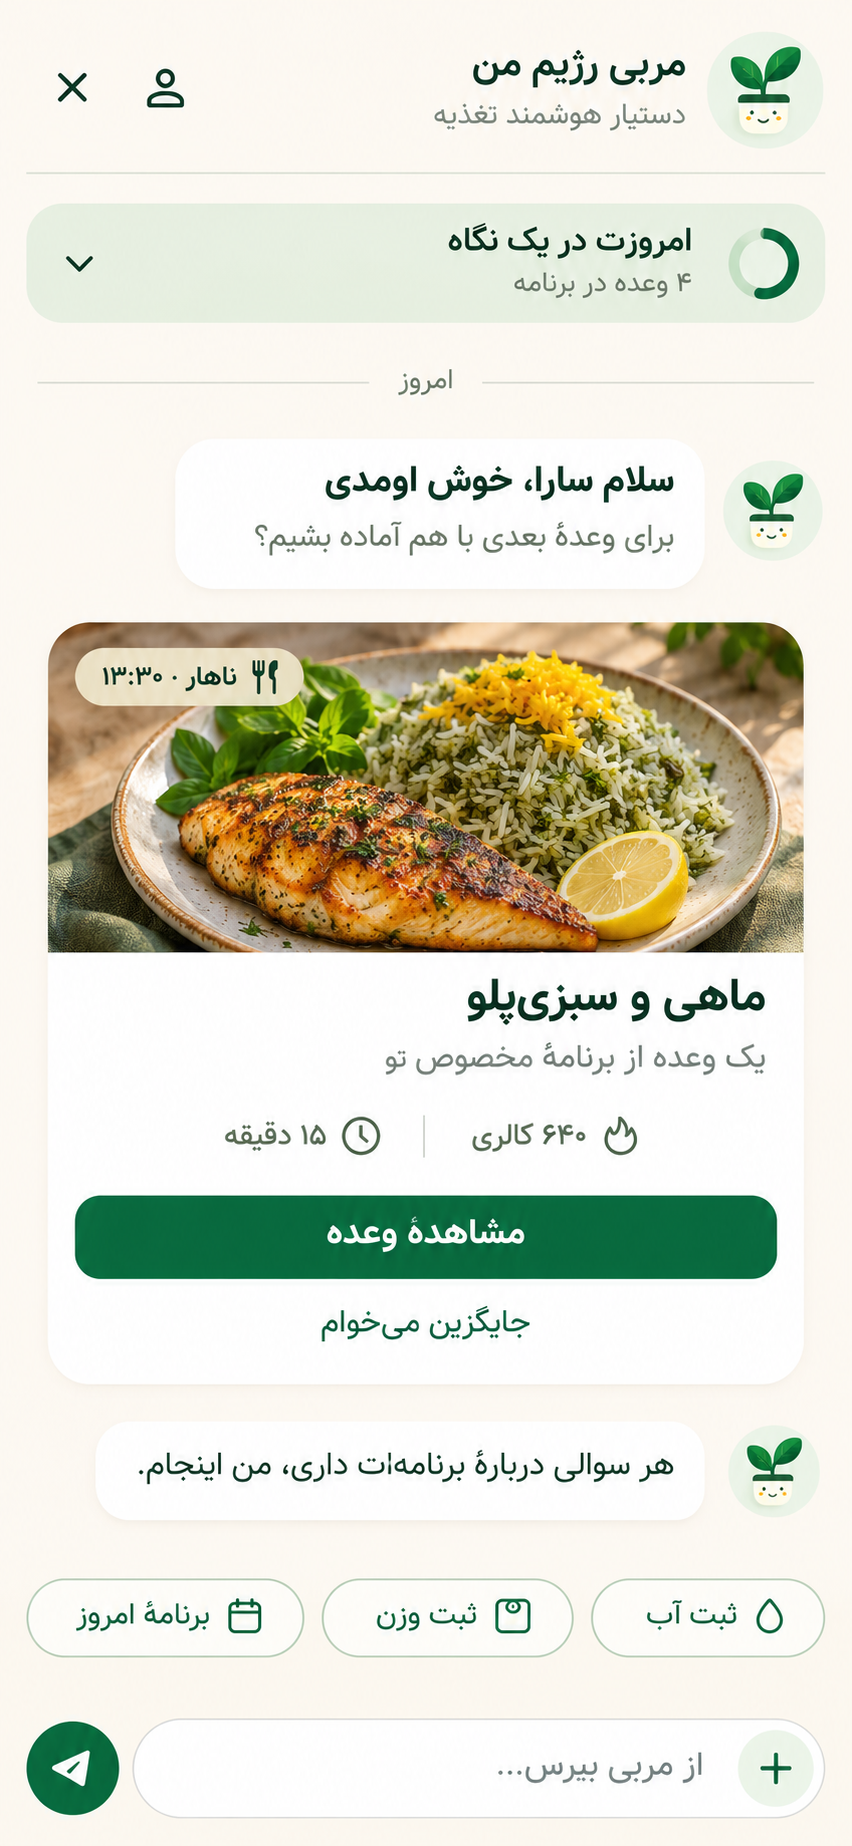 مربی رژیم من
دستیار هوشمند تغذیه
امروزت در یک نگاه
۴ وعده در برنامه
امروز
سلام سارا، خوش اومدی
برای وعدهٔ بعدی با هم آماده بشیم؟
ناهار · ۱۳:۳۰
ماهی و سبزی‌پلو
یک وعده از برنامهٔ مخصوص تو
۶۴۰ کالری
۱۵ دقیقه
مشاهدهٔ وعده
جایگزین می‌خوام
هر سوالی دربارهٔ برنامه‌ات داری، من اینجام.
ثبت آب
ثبت وزن
برنامهٔ امروز
از مربی بپرس...